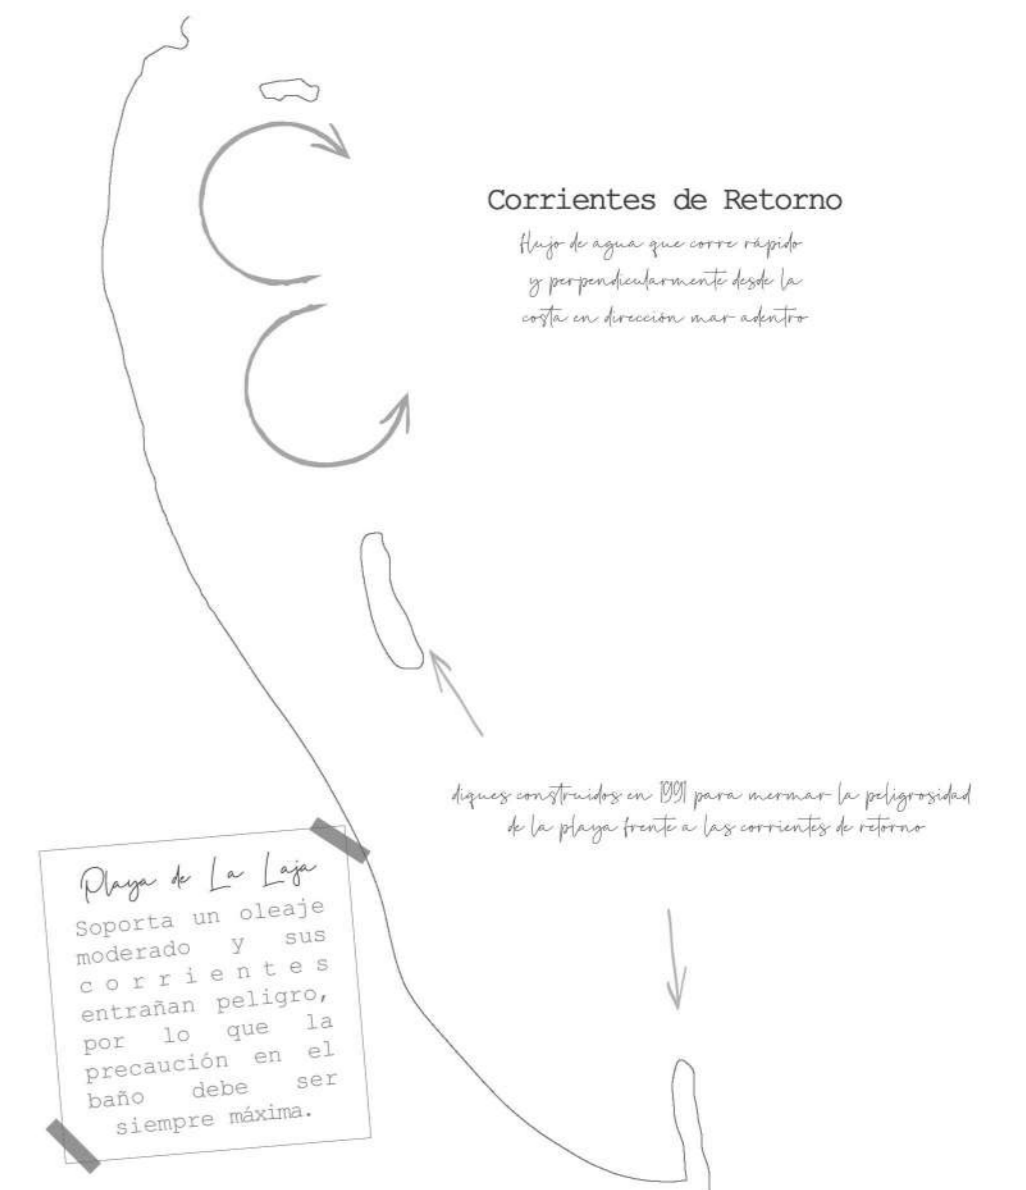 Corrientes de Retorno
flujo de agua que corre rápido
y perpendicularmente desde la
costa en dirección mar adentro
diques construidos en 1991 para mermar la peligrosidad
de la playa frente a las corrientes de retorno
Playa de La Laja
Soporta un oleaje
moderado y sus
corrientes
entrañan peligro,
por lo que la
precaución en el
baño debe ser
siempre máxima.